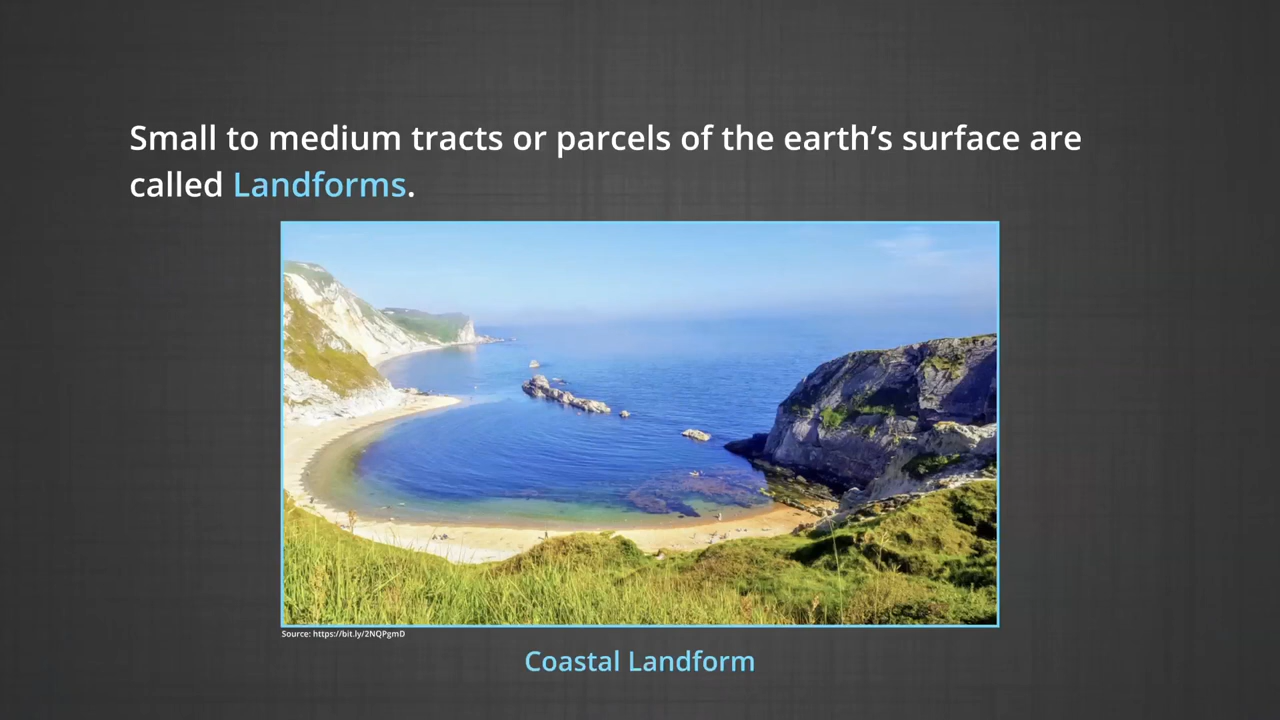 Small to medium tracts or parcels of the earth’s surface are
called Landforms.
Source: https://bit.ly/2NQPgmD
Coastal Landform